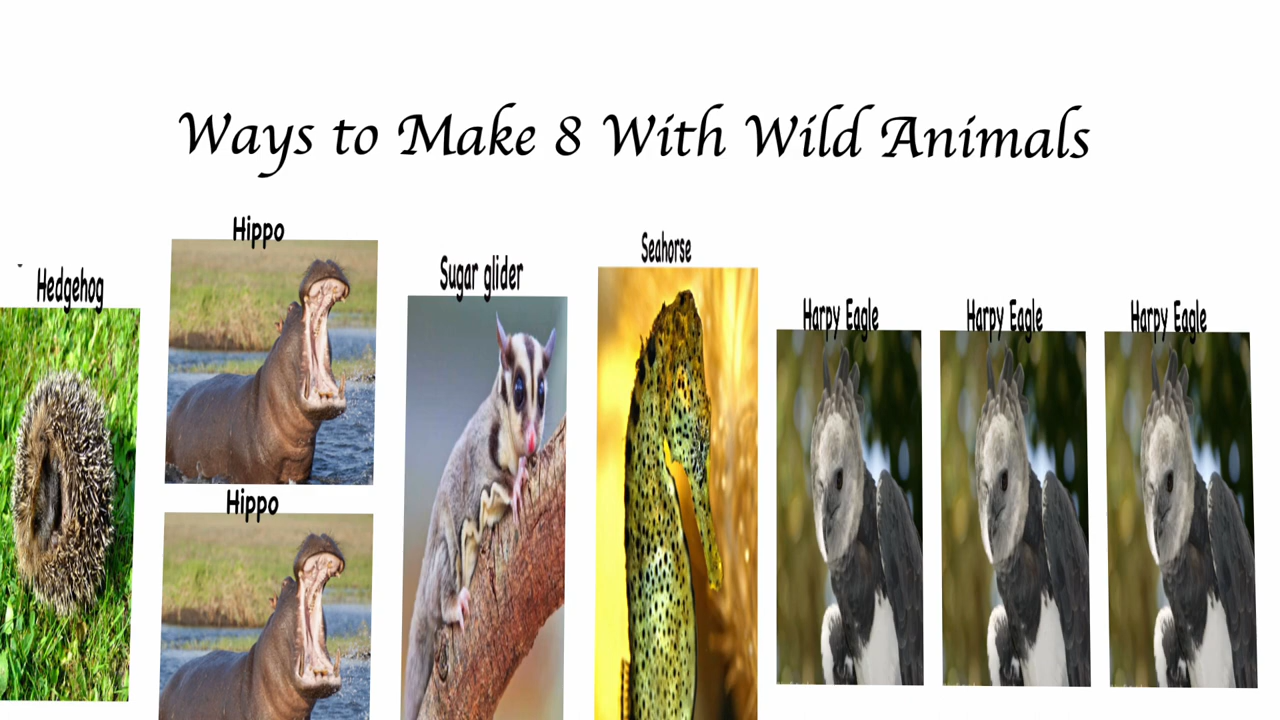 Ways to Make 8 With Wild Animals
Hedgehog
Hippo
Hippo
Sugar glider
Seahorse
Harpy Eagle
Harpy Eagle
Harpy Eagle